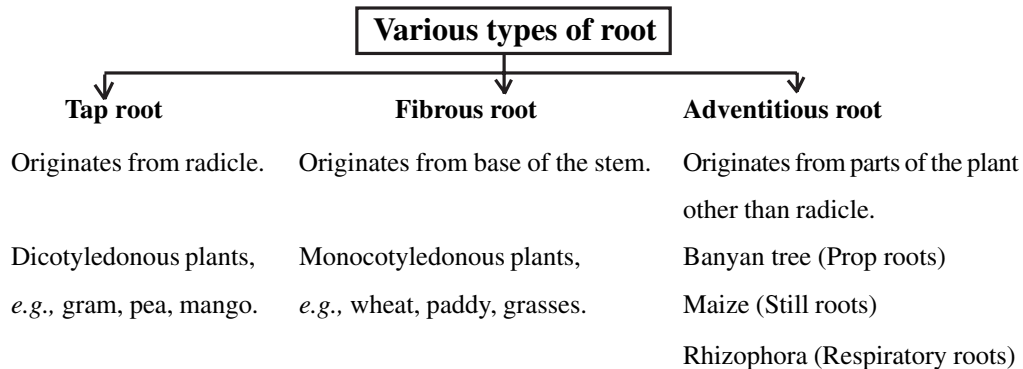 Various types of root
Tap root
Originates from radicle.
Dicotyledonous plants,
e.g., gram, pea, mango.
Fibrous root
Originates from base of the stem.
Monocotyledonous plants,
e.g., wheat, paddy, grasses.
Adventitious root
Originates from parts of the plant
other than radicle.
Banyan tree (Prop roots)
Maize (Still roots)
Rhizophora (Respiratory roots)